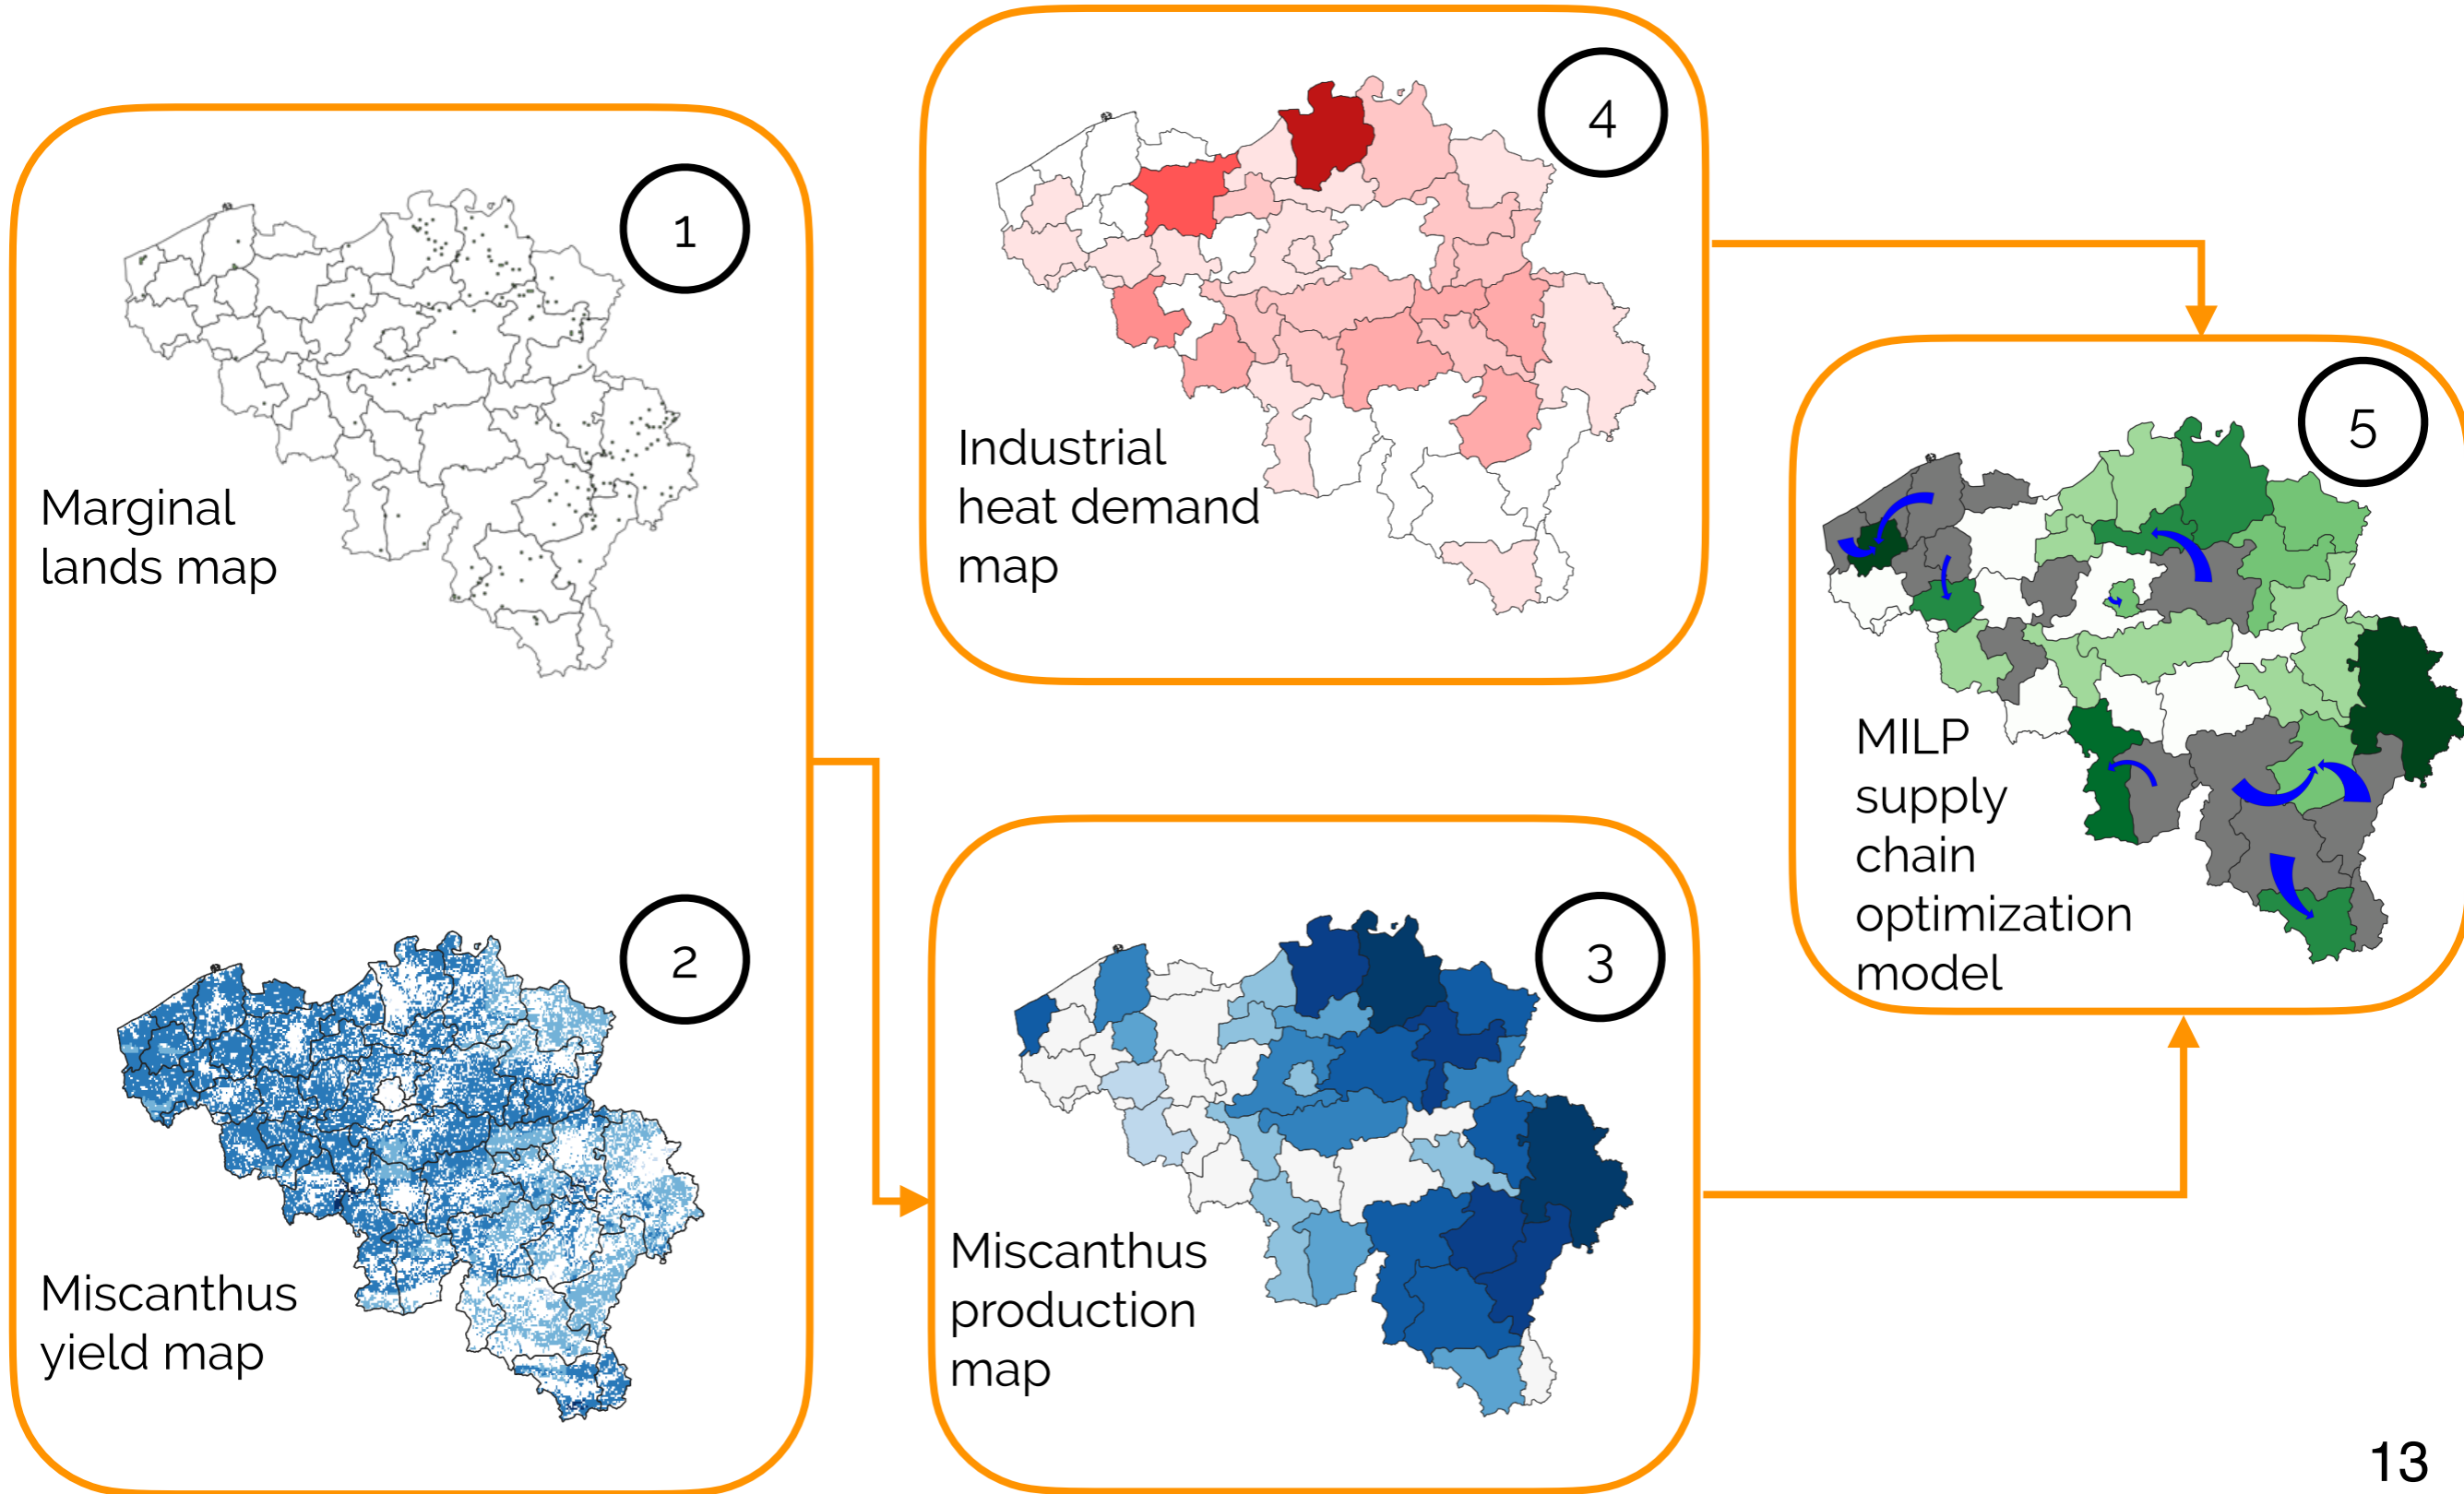 1
Marginal
lands map
2
Miscanthus
yield map
3
Miscanthus
production
map
4
Industrial
heat demand
map
5
MILP
supply
chain
optimization
model
13